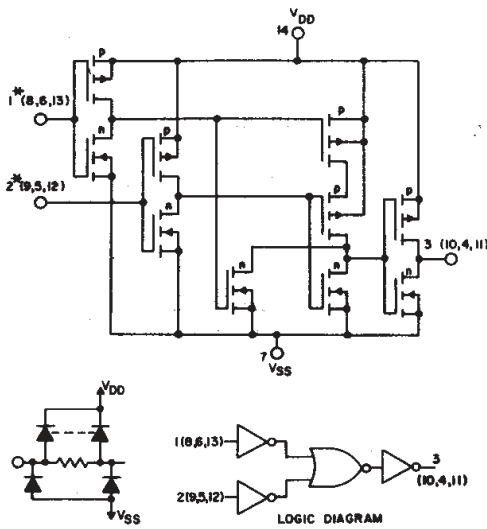 VDD
14
p
1*(8,6,13)
n
p
p
2*(9,5,12)
n
p
p
3 (10,4,11)
n
n
n
7
VSS
VDD
VSS
1(8,6,13)
2(9,5,12)
3
(10,4,11)
LOGIC DIAGRAM